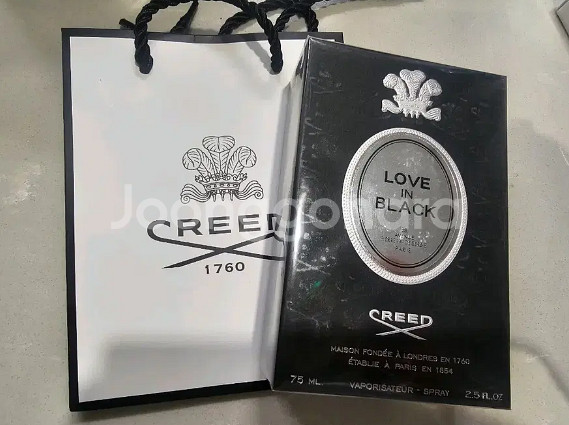 CREED
1760
LOVE
IN
BLACK
PARIS
CREED
MAISON FONDÉE À LONDRES EN 1760
ÉTABLIE À PARIS EN 1854
75 ML
VAPORISATEUR - SPRAY
2.5 FL.OZ
Joonggonara